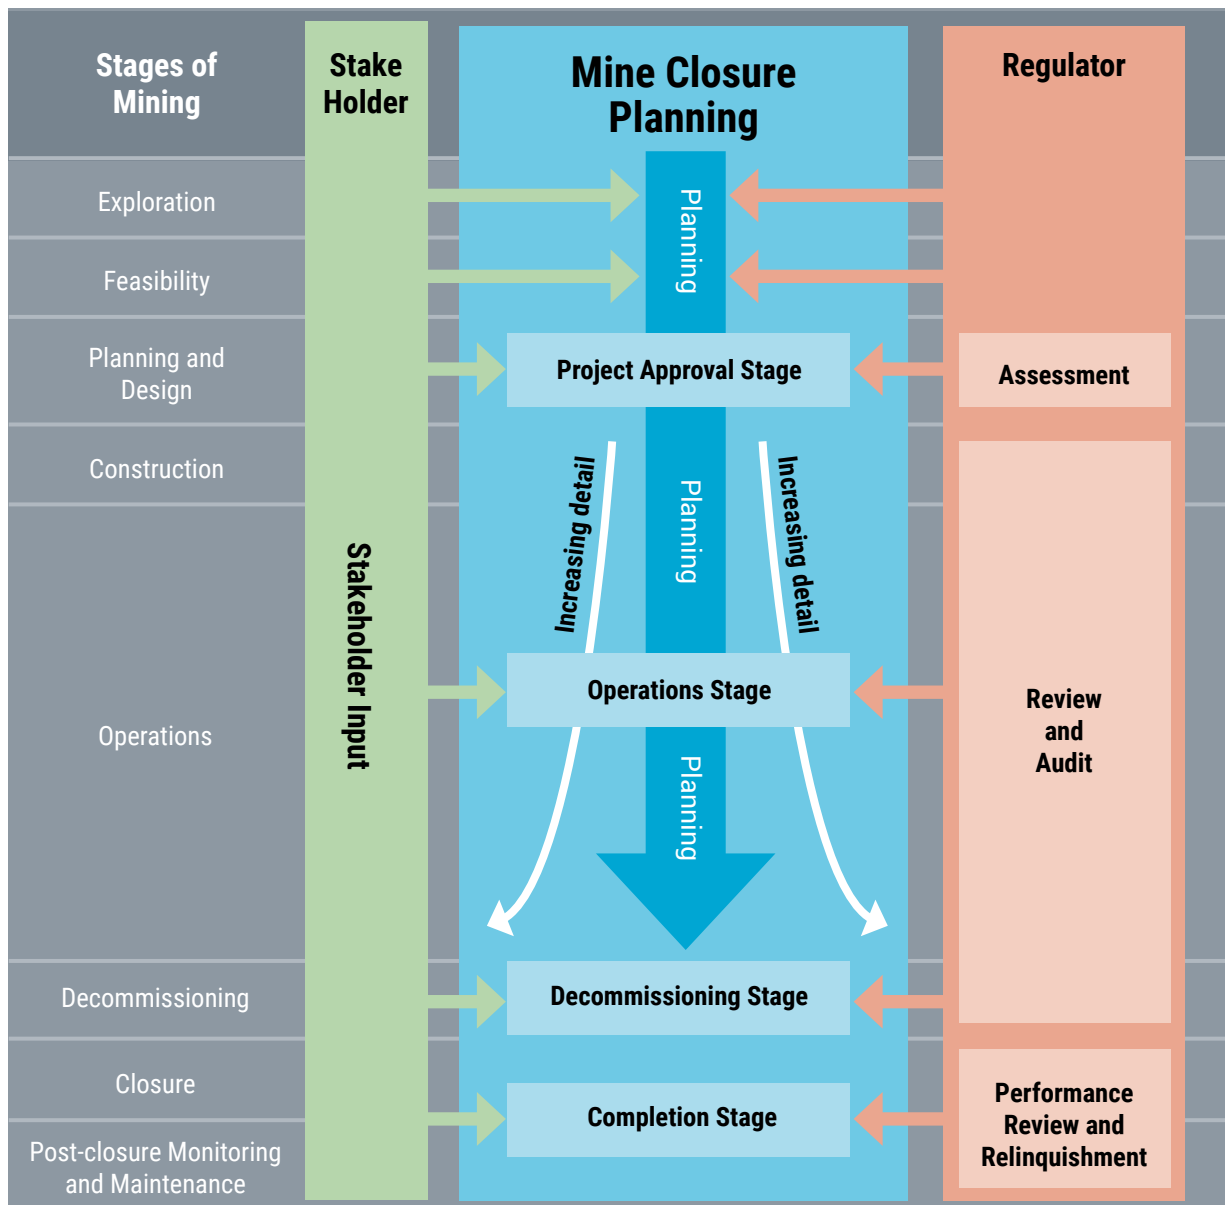 Stages of
Mining
Stake
Holder
Mine Closure
Planning
Regulator
Exploration
Planning
Feasibility
Planning and
Design
Project Approval Stage
Assessment
Construction
Increasing detail
Planning
Increasing detail
Stakeholder Input
Operations
Operations Stage
Review
and
Audit
Planning
Decommissioning
Decommissioning Stage
Closure
Completion Stage
Performance
Review and
Relinquishment
Post-closure Monitoring
and Maintenance